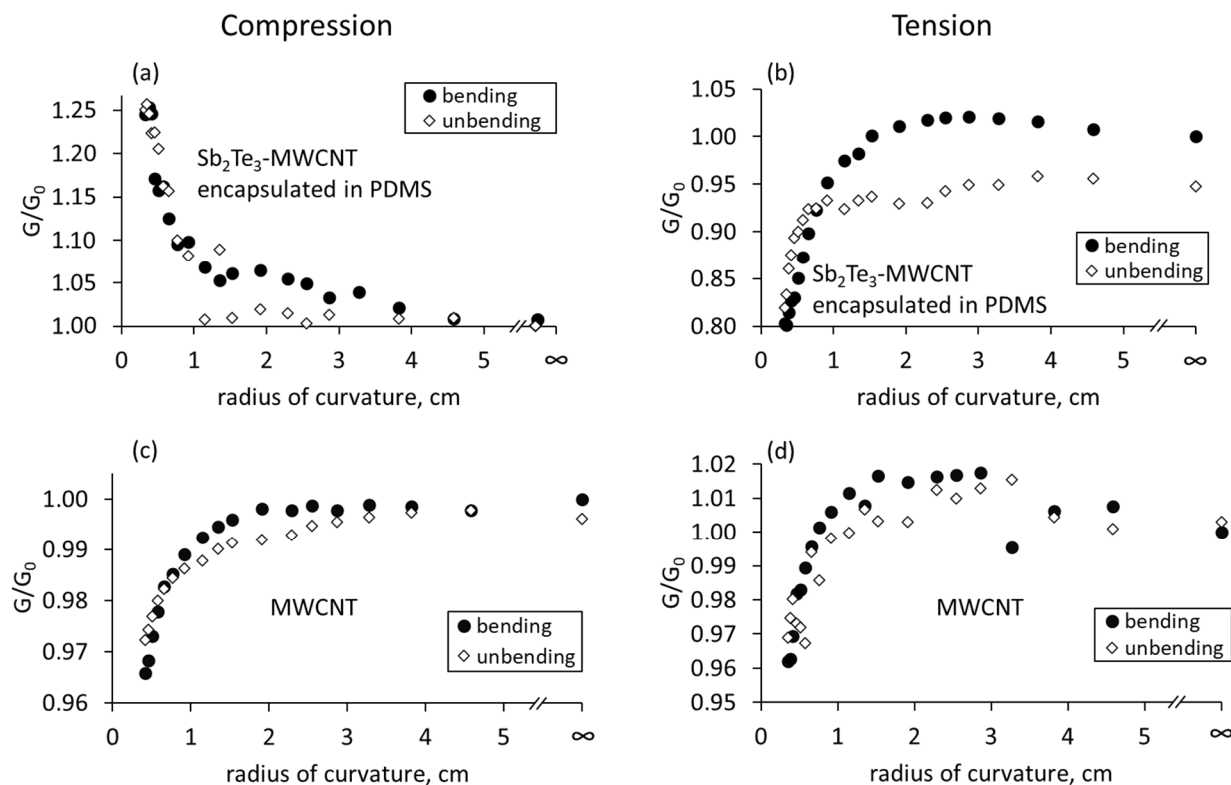 Compression
Tension
(a)
bending
unbending
Sb₂Te₃-MWCNT
encapsulated in PDMS
G/G₀
1.25
1.20
1.15
1.10
1.05
1.00
0 1 2 3 4 5 ∞
radius of curvature, cm
(b)
1.05
1.00
0.95
0.90
0.85
0.80
G/G₀
bending
unbending
Sb₂Te₃-MWCNT
encapsulated in PDMS
0 1 2 3 4 5 ∞
radius of curvature, cm
(c)
1.00
0.99
0.98
0.97
0.96
G/G₀
MWCNT
bending
unbending
0 1 2 3 4 5 ∞
radius of curvature, cm
(d)
1.02
1.01
1.00
0.99
0.98
0.97
0.96
0.95
G/G₀
MWCNT
bending
unbending
0 1 2 3 4 5 ∞
radius of curvature, cm